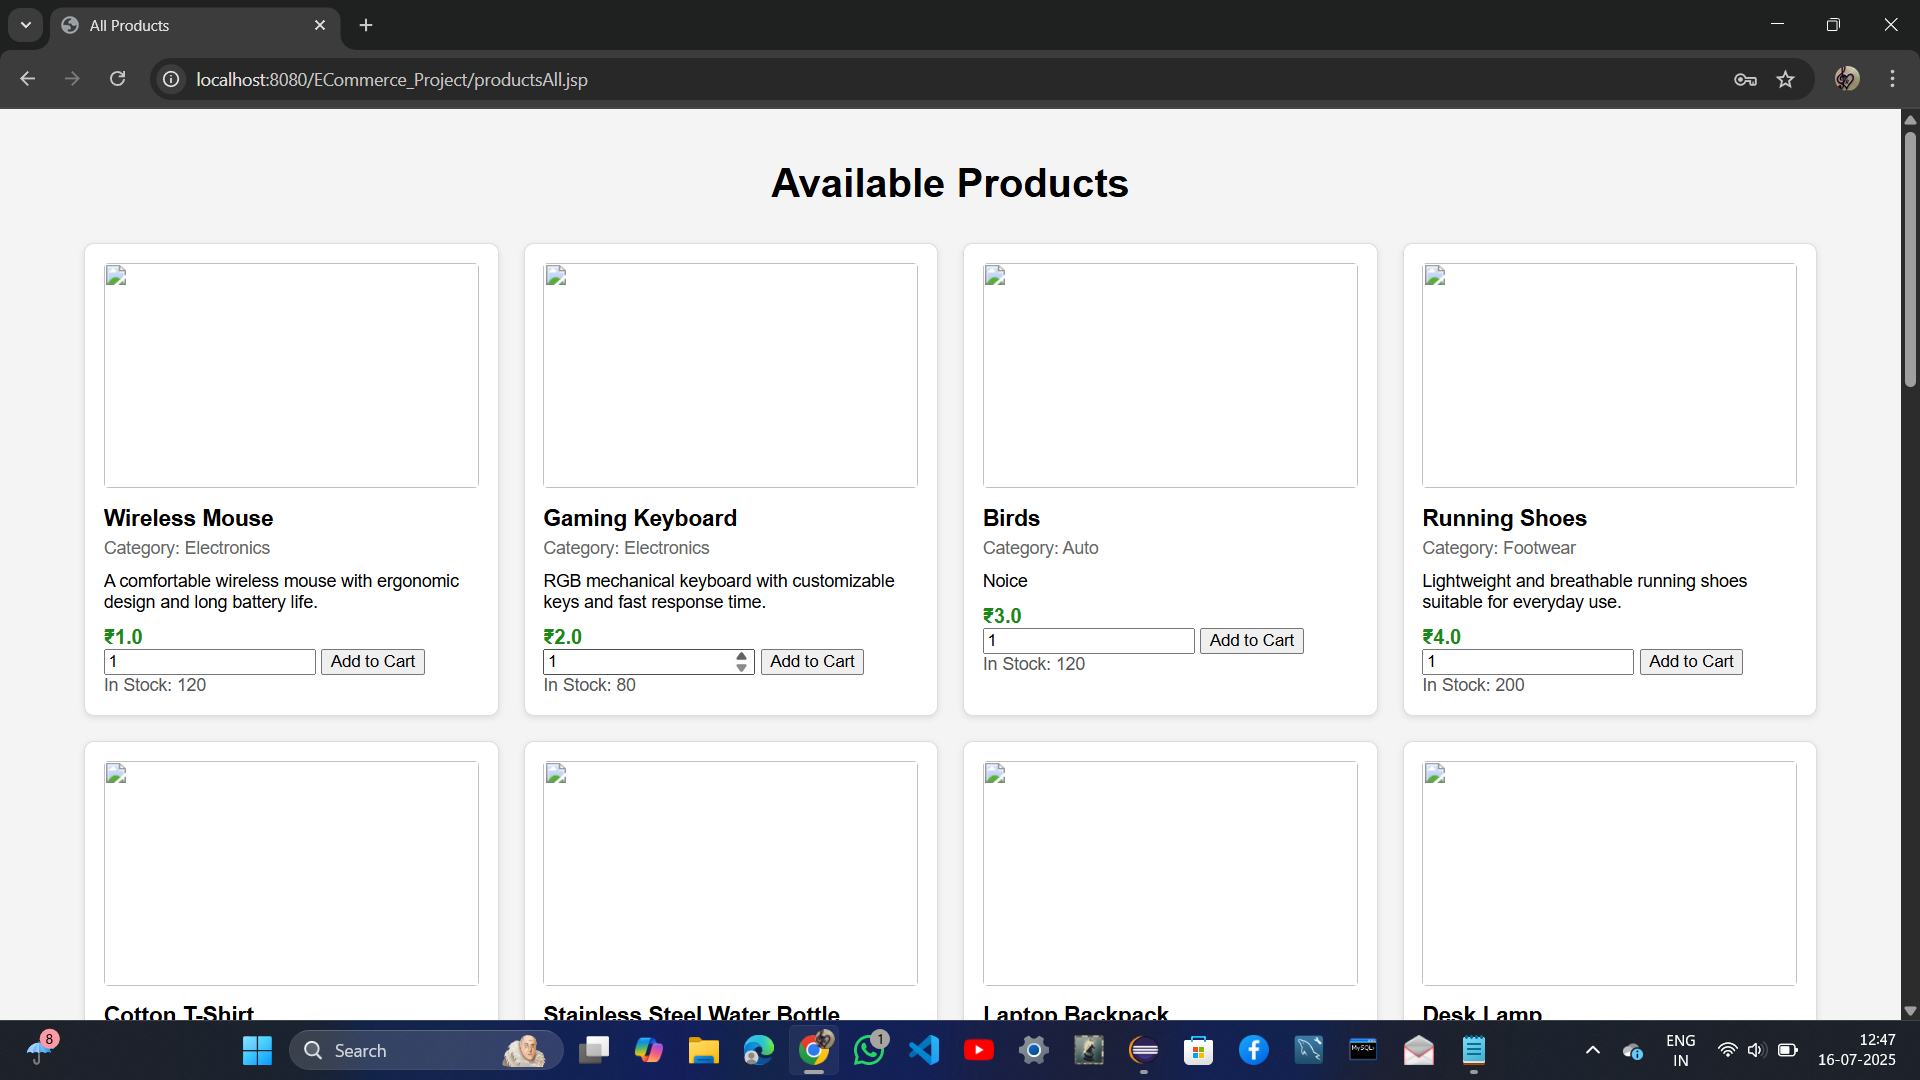 All Products
localhost:8080/ECommerce_Project/productsAll.jsp
Available Products
Wireless Mouse
Category: Electronics
A comfortable wireless mouse with ergonomic
design and long battery life.
₹1.0
1
Add to Cart
In Stock: 120
Gaming Keyboard
Category: Electronics
RGB mechanical keyboard with customizable
keys and fast response time.
₹2.0
1
Add to Cart
In Stock: 80
Birds
Category: Auto
Noice
₹3.0
1
Add to Cart
In Stock: 120
Running Shoes
Category: Footwear
Lightweight and breathable running shoes
suitable for everyday use.
₹4.0
1
Add to Cart
In Stock: 200
Cotton T-Shirt
Stainless Steel Water Bottle
Laptop Backpack
Desk Lamp
8
Search
1
MySQL
ENG
IN
12:47
16-07-2025